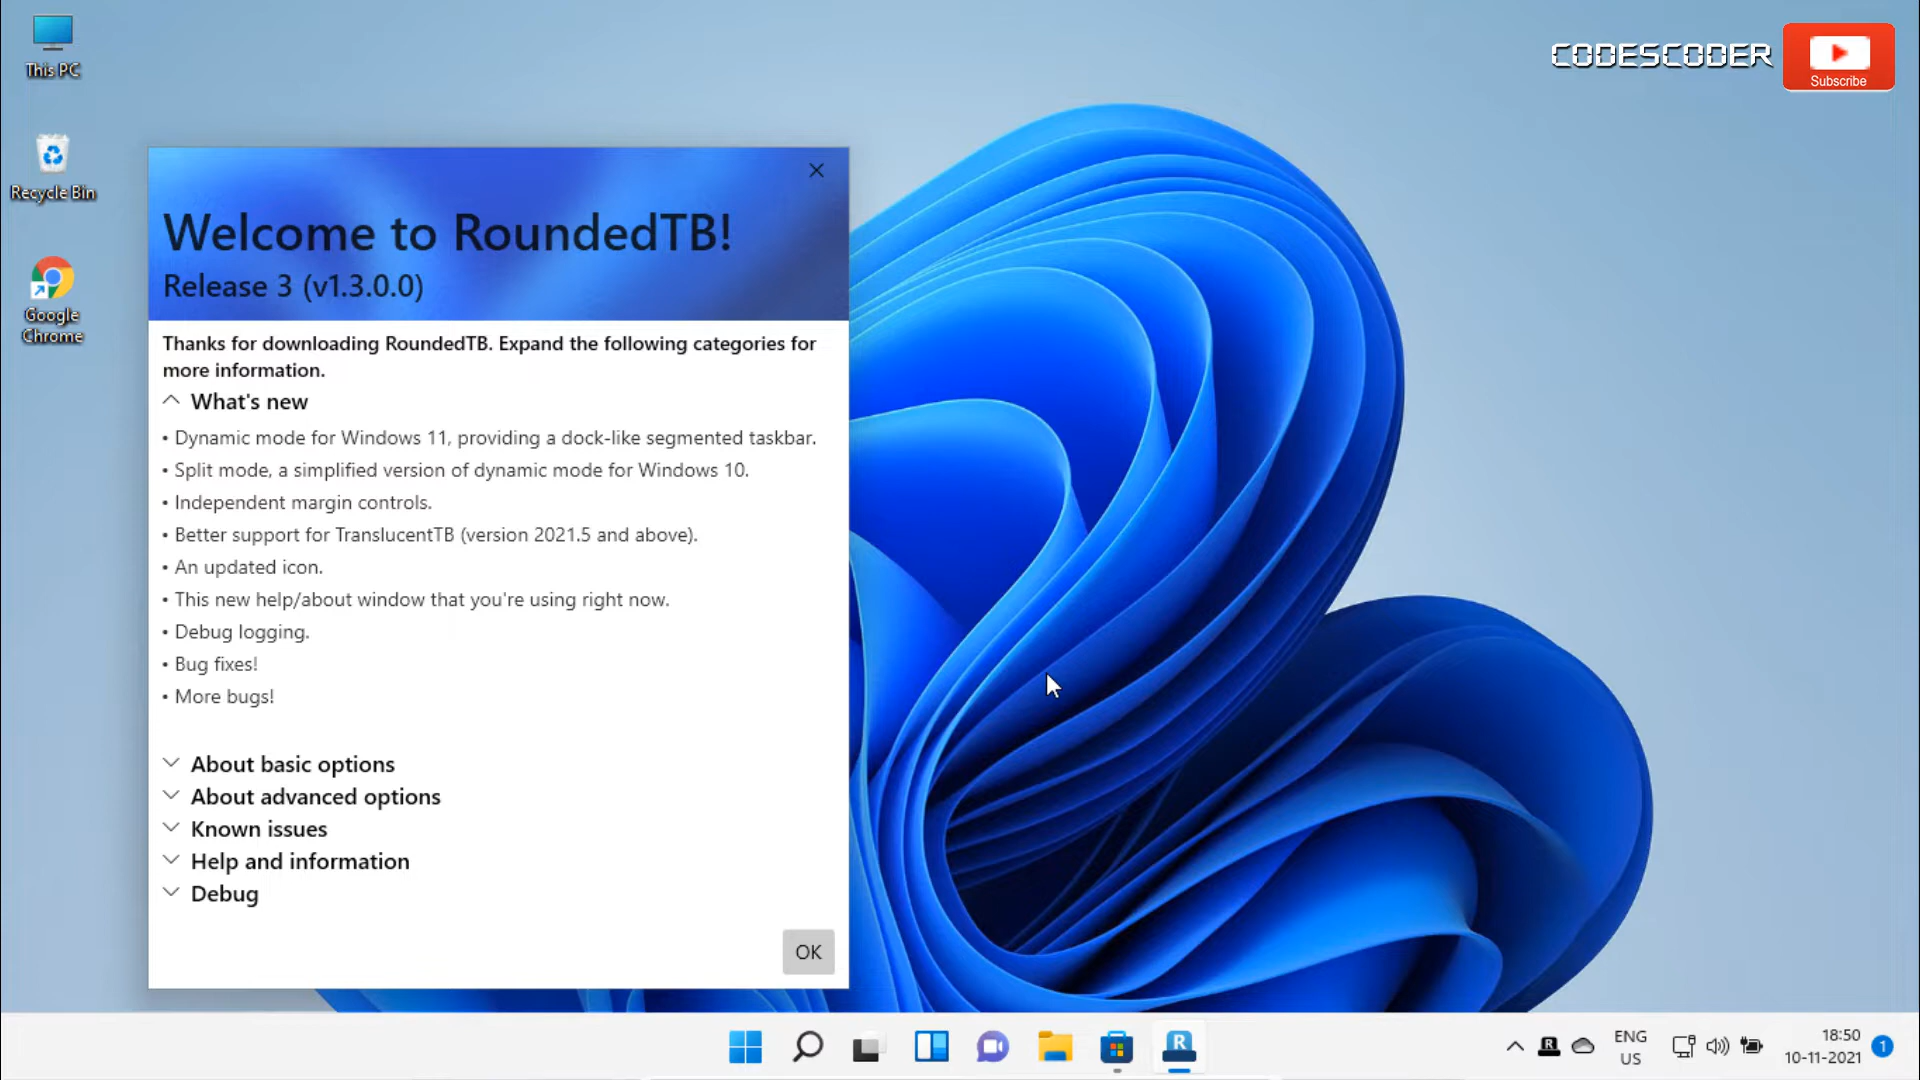 This PC
CODESCODER
Subscribe
Recycle Bin
Google
Chrome
Welcome to RoundedTB!
Release 3 (v1.3.0.0)
Thanks for downloading RoundedTB. Expand the following categories for
more information.
What's new
• Dynamic mode for Windows 11, providing a dock-like segmented taskbar.
• Split mode, a simplified version of dynamic mode for Windows 10.
• Independent margin controls.
• Better support for TranslucentTB (version 2021.5 and above).
• An updated icon.
• This new help/about window that you're using right now.
• Debug logging.
• Bug fixes!
• More bugs!
About basic options
About advanced options
Known issues
Help and information
Debug
OK
R
R
ENG
US
18:50
10-11-2021
1